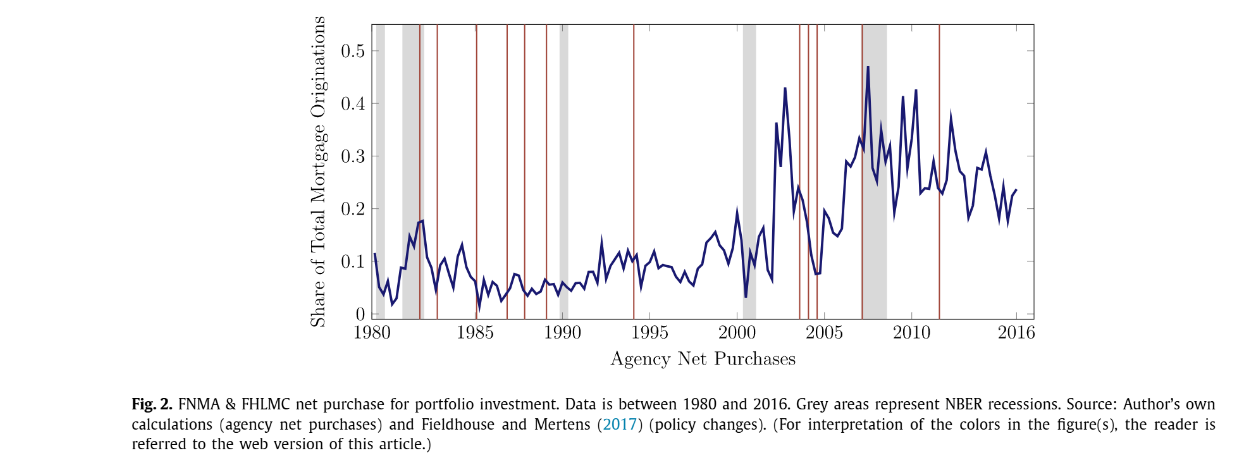 Share of Total Mortgage Originations
0.5
0.4
0.3
0.2
0.1
0
1980 1985 1990 1995 2000 2005 2010 2016
Agency Net Purchases
Fig. 2. FNMA & FHLMC net purchase for portfolio investment. Data is between 1980 and 2016. Grey areas represent NBER recessions. Source: Author's own
calculations (agency net purchases) and Fieldhouse and Mertens (2017) (policy changes). (For interpretation of the colors in the figure(s), the reader is
referred to the web version of this article.)